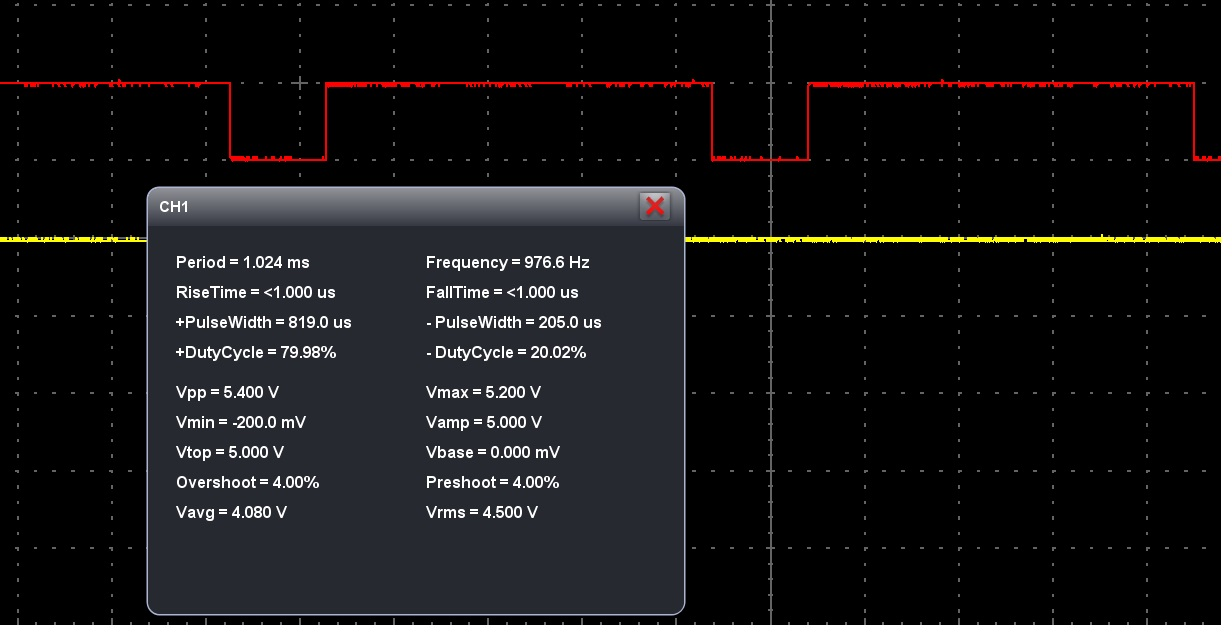 CH1
Period = 1.024 ms Frequency = 976.6 Hz
RiseTime = <1.000 us FallTime = <1.000 us
+PulseWidth = 819.0 us - PulseWidth = 205.0 us
+DutyCycle = 79.98% - DutyCycle = 20.02%
Vpp = 5.400 V Vmax = 5.200 V
Vmin = -200.0 mV Vamp = 5.000 V
Vtop = 5.000 V Vbase = 0.000 mV
Overshoot = 4.00% Preshoot = 4.00%
Vavg = 4.080 V Vrms = 4.500 V